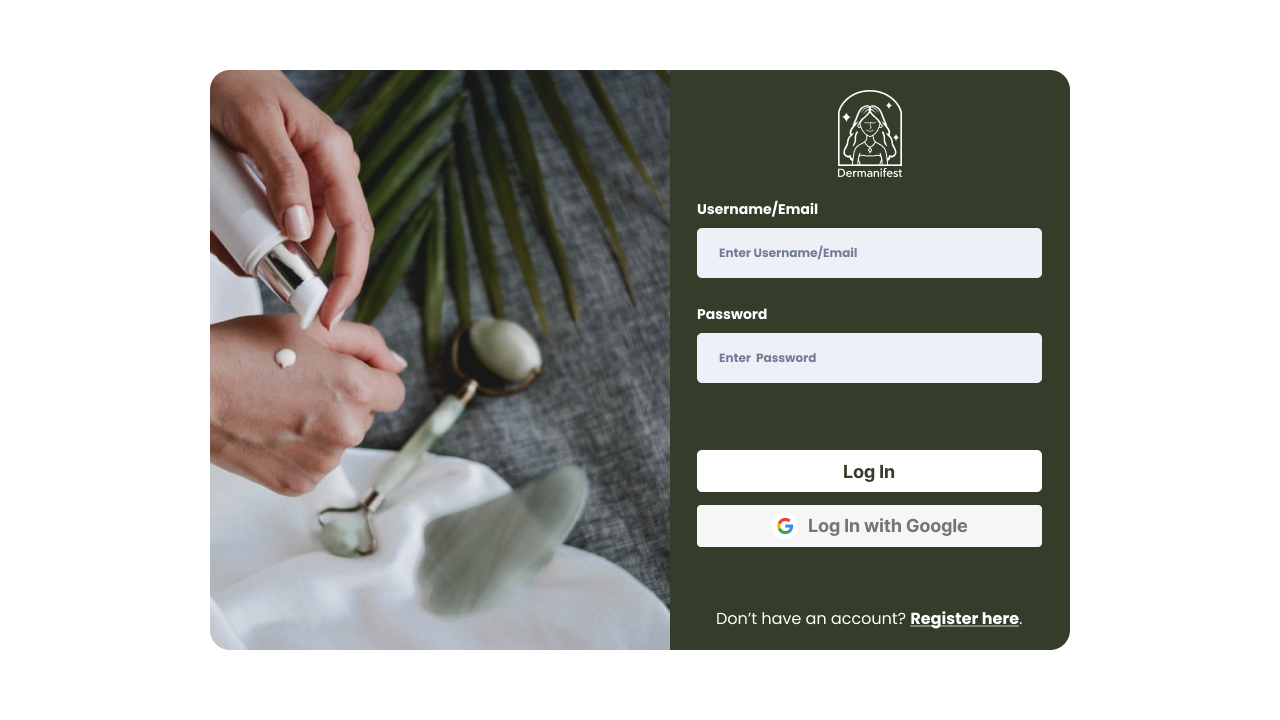 Dermanifest
Username/Email
Enter Username/Email
Password
Enter Password
Log In
Log In with Google
Don’t have an account? Register here.